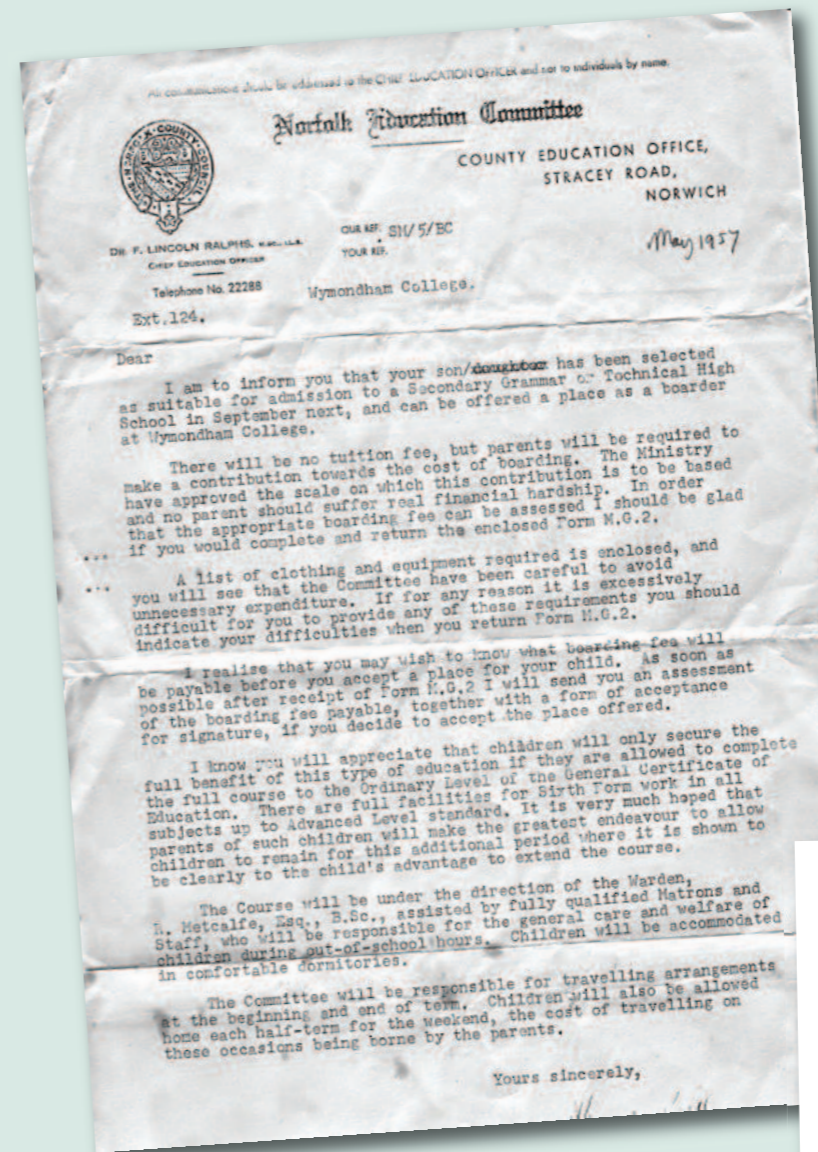 All communications should be addressed to the CHIEF EDUCATION OFFICER and not to individuals by name.
Norfolk Education Committee
THE NORFOLK COUNTY COUNCIL
COUNTY EDUCATION OFFICE,
STRACEY ROAD,
NORWICH
DR. F. LINCOLN RALPHS, M.Sc., LL.B.
CHIEF EDUCATION OFFICER
Telephone No. 22288
Ext.124.
OUR REF. SM/5/BC
YOUR REF.
May 1957
Wymondham College.
Dear
I am to inform you that your son/daughter has been selected
as suitable for admission to a Secondary Grammar or Technical High
School in September next, and can be offered a place as a boarder
at Wymondham College.
There will be no tuition fee, but parents will be required to
make a contribution towards the cost of boarding. The Ministry
have approved the scale on which this contribution is to be based
and no parent should suffer real financial hardship. In order
that the appropriate boarding fee can be assessed I should be glad
if you would complete and return the enclosed Form M.G.2.
...
... A list of clothing and equipment required is enclosed, and
you will see that the Committee have been careful to avoid
unnecessary expenditure. If for any reason it is excessively
difficult for you to provide any of these requirements you should
indicate your difficulties when you return Form M.G.2.
I realise that you may wish to know what boarding fee will
be payable before you accept a place for your child. As soon as
possible after receipt of Form M.G.2 I will send you an assessment
of the boarding fee payable, together with a form of acceptance
for signature, if you decide to accept the place offered.
I know you will appreciate that children will only secure the
full benefit of this type of education if they are allowed to complete
the full course to the Ordinary Level of the General Certificate of
Education. There are full facilities for Sixth Form work in all
subjects up to Advanced Level standard. It is very much hoped that
parents of such children will make the greatest endeavour to allow
children to remain for this additional period where it is shown to
be clearly to the child's advantage to extend the course.
The Course will be under the direction of the Warden,
R. Metcalfe, Esq., B.Sc., assisted by fully qualified Matrons and
Staff, who will be responsible for the general care and welfare of
children during out-of-school hours. Children will be accommodated
in comfortable dormitories.
The Committee will be responsible for travelling arrangements
at the beginning and end of term. Children will also be allowed
home each half-term for the weekend, the cost of travelling on
these occasions being borne by the parents.
Yours sincerely,